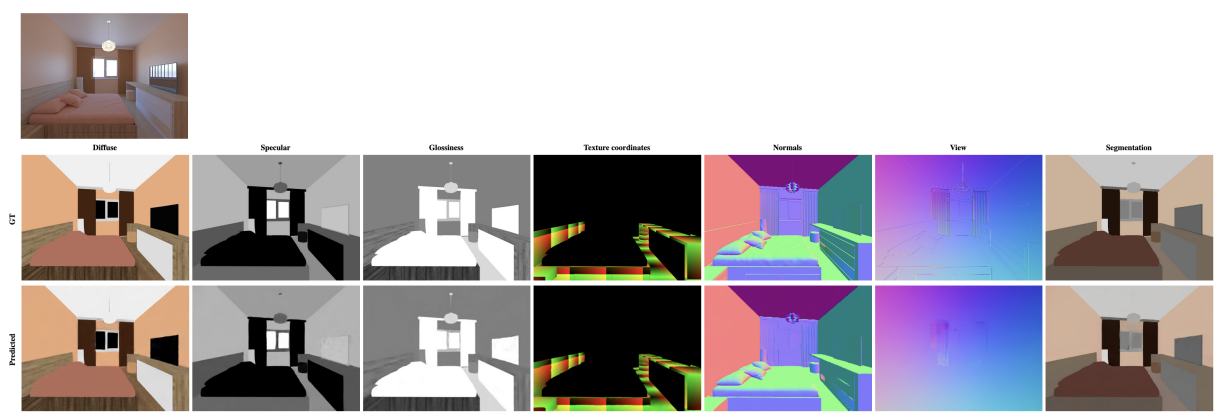 Diffuse Specular Glossiness Texture coordinates Normals View Segmentation
GT
Predicted